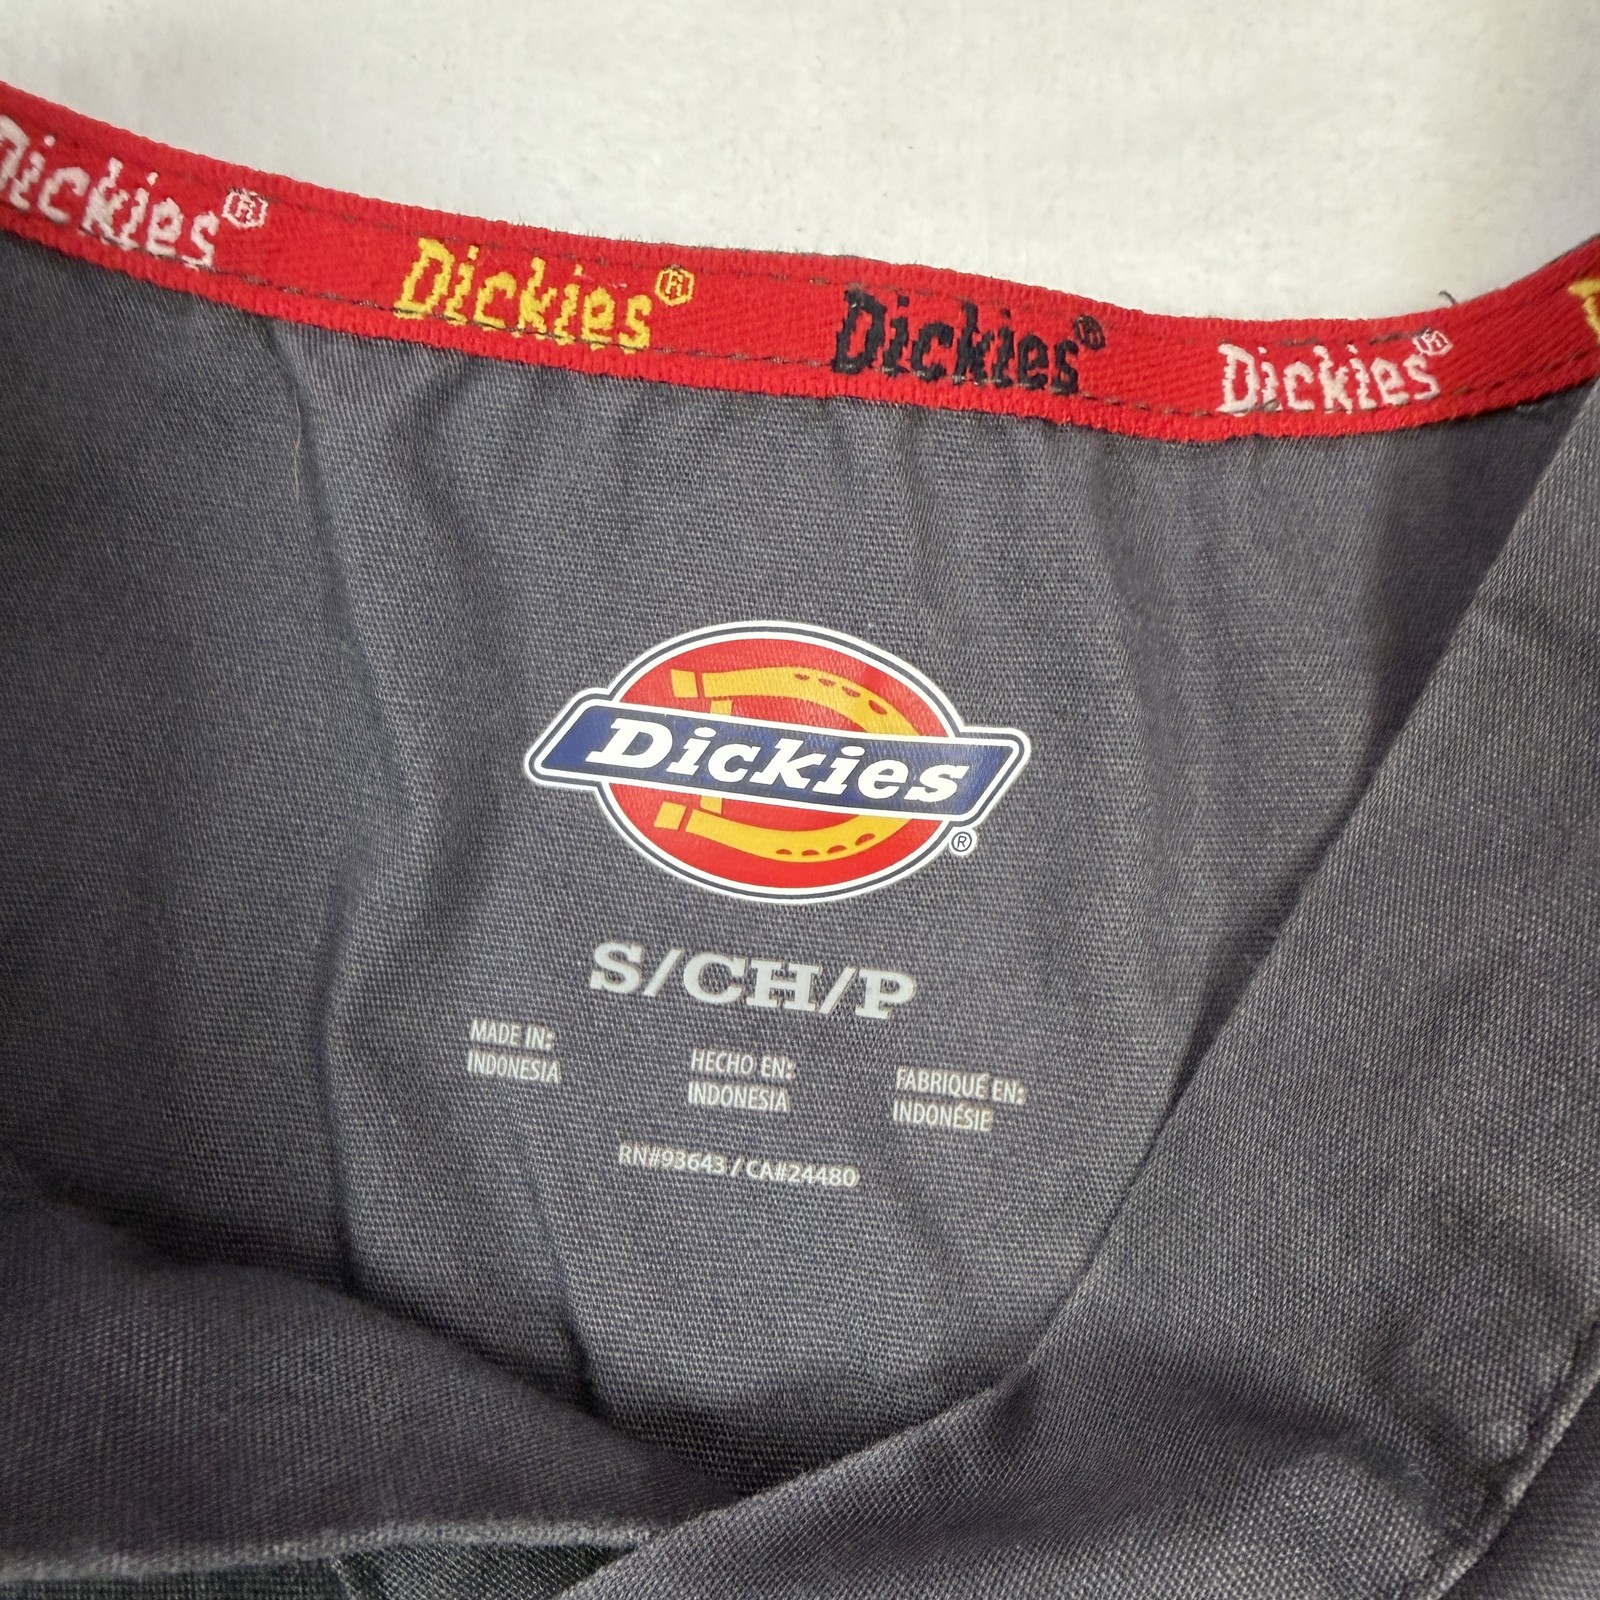 Dickies®
Dickies®
Dickies®
Dickies®
Dickies®
S/CH/P
MADE IN:
INDONESIA
HECHO EN:
INDONESIA
FABRIQUÉ EN:
INDONÉSIE
RN#93643 / CA#24480